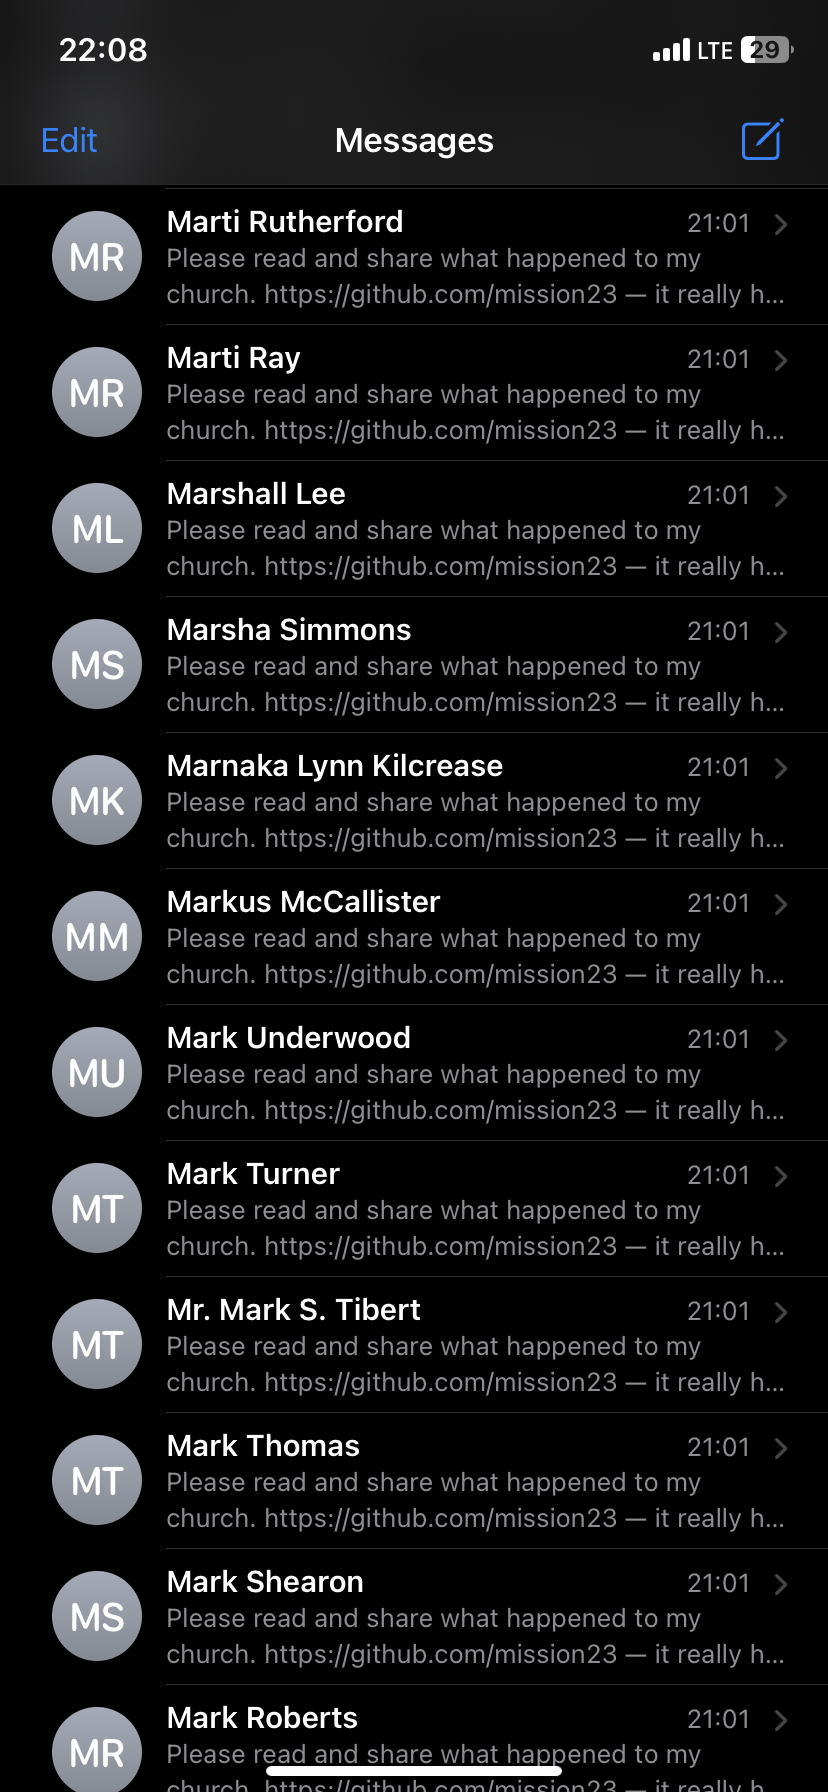 22:08
LTE 29
Edit
Messages
MR
Marti Rutherford 21:01
Please read and share what happened to my
church. https://github.com/mission23 — it really h...
MR
Marti Ray 21:01
Please read and share what happened to my
church. https://github.com/mission23 — it really h...
ML
Marshall Lee 21:01
Please read and share what happened to my
church. https://github.com/mission23 — it really h...
MS
Marsha Simmons 21:01
Please read and share what happened to my
church. https://github.com/mission23 — it really h...
MK
Marnaka Lynn Kilcrease 21:01
Please read and share what happened to my
church. https://github.com/mission23 — it really h...
MM
Markus McCallister 21:01
Please read and share what happened to my
church. https://github.com/mission23 — it really h...
MU
Mark Underwood 21:01
Please read and share what happened to my
church. https://github.com/mission23 — it really h...
MT
Mark Turner 21:01
Please read and share what happened to my
church. https://github.com/mission23 — it really h...
MT
Mr. Mark S. Tibert 21:01
Please read and share what happened to my
church. https://github.com/mission23 — it really h...
MT
Mark Thomas 21:01
Please read and share what happened to my
church. https://github.com/mission23 — it really h...
MS
Mark Shearon 21:01
Please read and share what happened to my
church. https://github.com/mission23 — it really h...
MR
Mark Roberts 21:01
Please read and share what happened to my
church. https://github.com/mission23 — it really h...